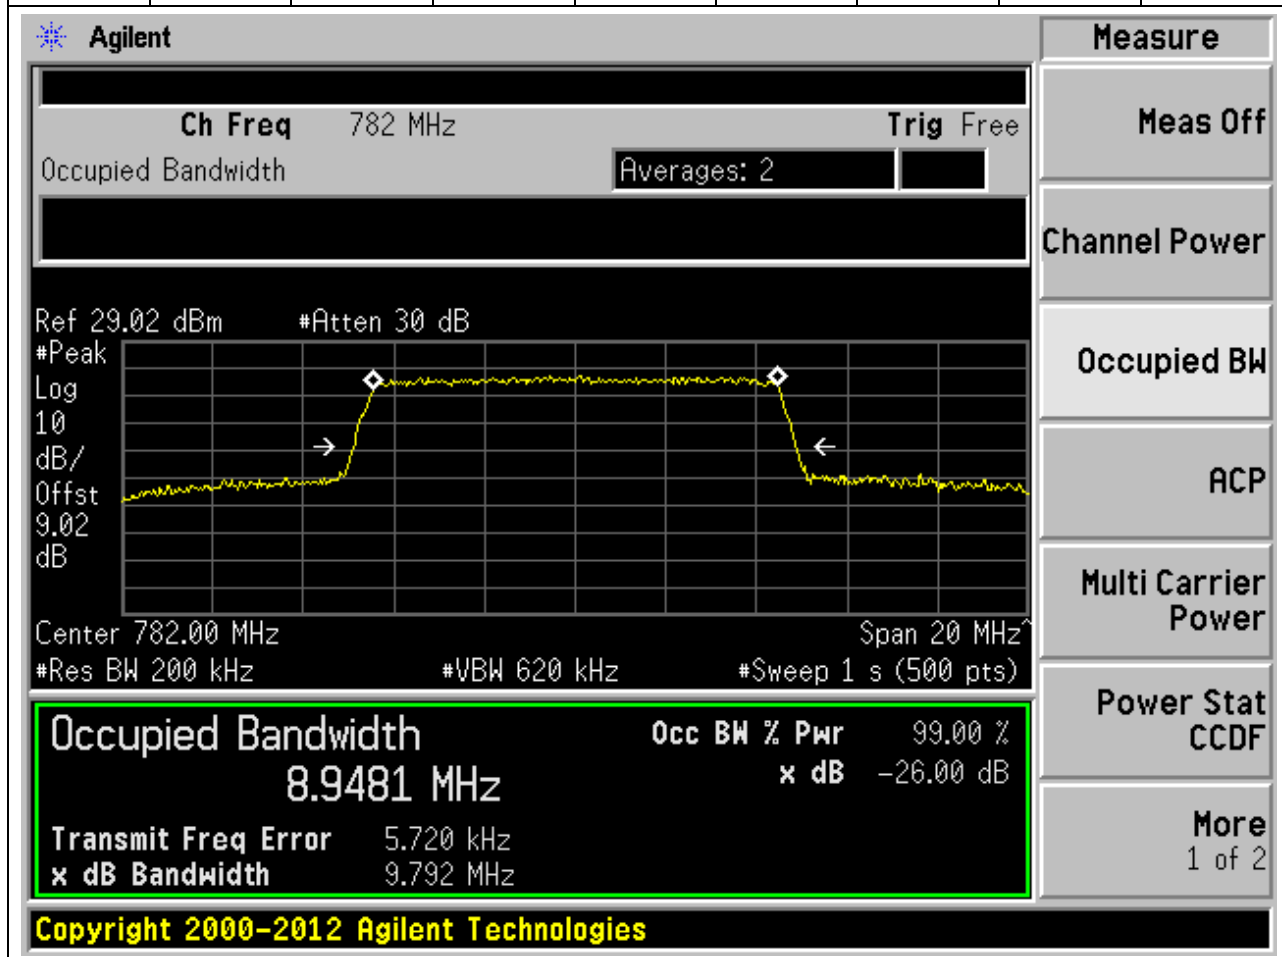 Agilent
Measure
Ch Freq 782 MHz Trig Free
Occupied Bandwidth Averages: 2
Ref 29.02 dBm #Atten 30 dB
#Peak
Log
10
dB/
Offst
9.02
dB
Center 782.00 MHz Span 20 MHz^
#Res BW 200 kHz #VBW 620 kHz #Sweep 1 s (500 pts)
Occupied Bandwidth Occ BW % Pwr 99.00 %
8.9481 MHz x dB -26.00 dB
Transmit Freq Error 5.720 kHz
x dB Bandwidth 9.792 MHz
Copyright 2000-2012 Agilent Technologies
Meas Off
Channel Power
Occupied BW
ACP
Multi Carrier
Power
Power Stat
CCDF
More
1 of 2